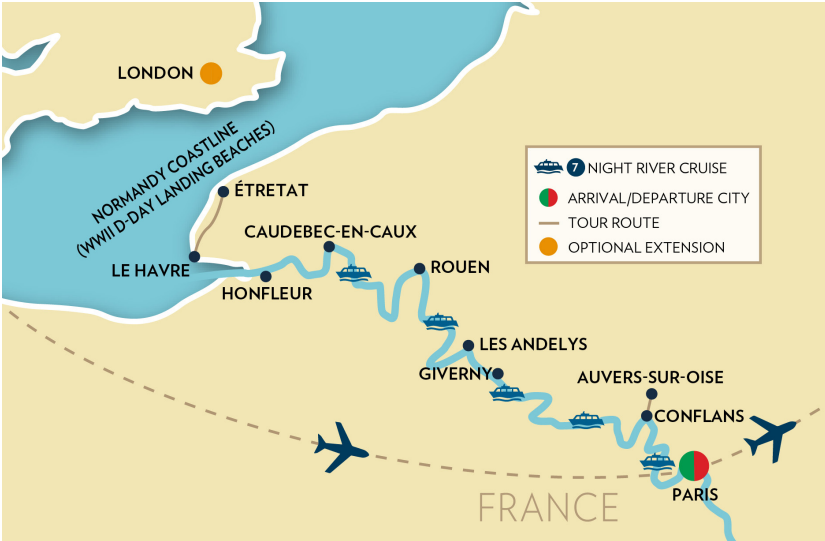 LONDON
NORMANDY COASTLINE
(WWII D-DAY LANDING BEACHES)
ÉTRETAT
CAUDEBEC-EN-CAUX
LE HAVRE
HONFLEUR
ROUEN
LES ANDELYS
GIVERNY
AUVERS-SUR-OISE
CONFLANS
PARIS
FRANCE
7 NIGHT RIVER CRUISE
ARRIVAL/DEPARTURE CITY
TOUR ROUTE
OPTIONAL EXTENSION